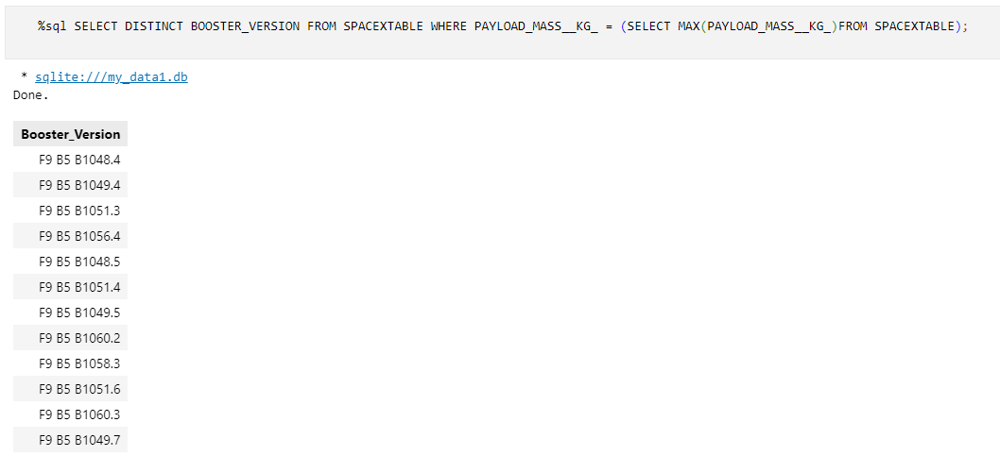 %sql SELECT DISTINCT BOOSTER_VERSION FROM SPACEXTABLE WHERE PAYLOAD_MASS__KG_ = (SELECT MAX(PAYLOAD_MASS__KG_)FROM SPACEXTABLE);
* sqlite:///my_data1.db
Done.
Booster_Version
F9 B5 B1048.4
F9 B5 B1049.4
F9 B5 B1051.3
F9 B5 B1056.4
F9 B5 B1048.5
F9 B5 B1051.4
F9 B5 B1049.5
F9 B5 B1060.2
F9 B5 B1058.3
F9 B5 B1051.6
F9 B5 B1060.3
F9 B5 B1049.7